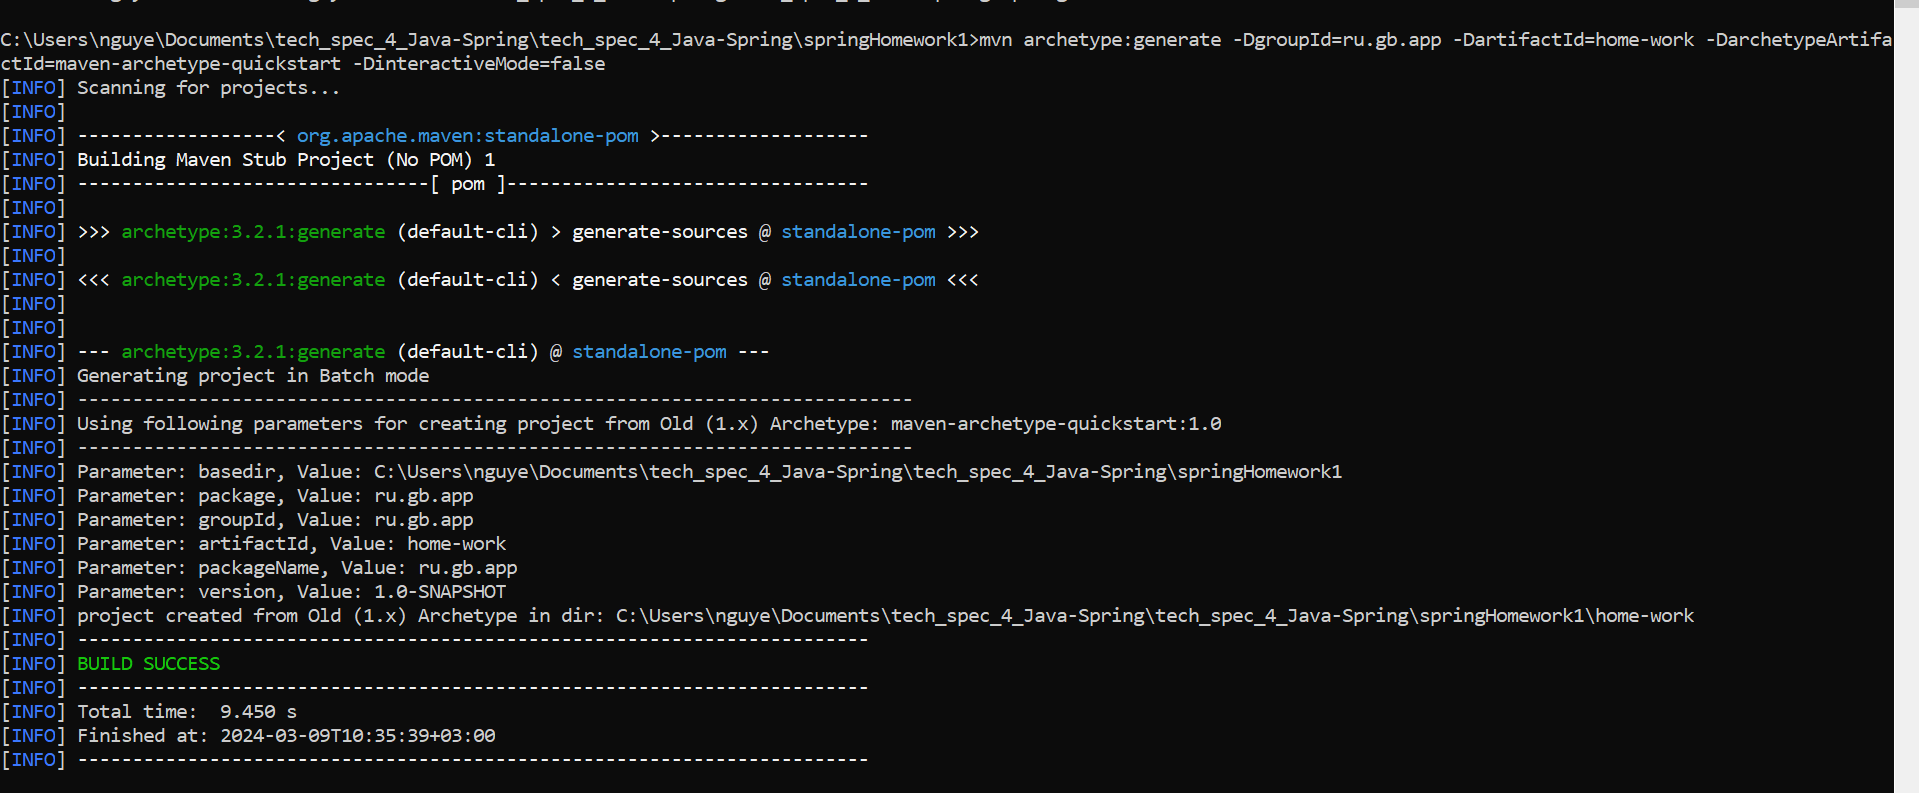 C:\Users\nguye\Documents\tech_spec_4_Java-Spring\tech_spec_4_Java-Spring\springHomework1>mvn archetype:generate -DgroupId=ru.gb.app -DartifactId=home-work -DarchetypeArtifa
ctId=maven-archetype-quickstart -DinteractiveMode=false
[INFO] Scanning for projects...
[INFO]
[INFO] ------------------< org.apache.maven:standalone-pom >-------------------
[INFO] Building Maven Stub Project (No POM) 1
[INFO] --------------------------------[ pom ]---------------------------------
[INFO]
[INFO] >>> archetype:3.2.1:generate (default-cli) > generate-sources @ standalone-pom >>>
[INFO]
[INFO] <<< archetype:3.2.1:generate (default-cli) < generate-sources @ standalone-pom <<<
[INFO]
[INFO]
[INFO] --- archetype:3.2.1:generate (default-cli) @ standalone-pom ---
[INFO] Generating project in Batch mode
[INFO] ----------------------------------------------------------------------------
[INFO] Using following parameters for creating project from Old (1.x) Archetype: maven-archetype-quickstart:1.0
[INFO] ----------------------------------------------------------------------------
[INFO] Parameter: basedir, Value: C:\Users\nguye\Documents\tech_spec_4_Java-Spring\tech_spec_4_Java-Spring\springHomework1
[INFO] Parameter: package, Value: ru.gb.app
[INFO] Parameter: groupId, Value: ru.gb.app
[INFO] Parameter: artifactId, Value: home-work
[INFO] Parameter: packageName, Value: ru.gb.app
[INFO] Parameter: version, Value: 1.0-SNAPSHOT
[INFO] project created from Old (1.x) Archetype in dir: C:\Users\nguye\Documents\tech_spec_4_Java-Spring\tech_spec_4_Java-Spring\springHomework1\home-work
[INFO] ------------------------------------------------------------------------
[INFO] BUILD SUCCESS
[INFO] ------------------------------------------------------------------------
[INFO] Total time:  9.450 s
[INFO] Finished at: 2024-03-09T10:35:39+03:00
[INFO] ------------------------------------------------------------------------